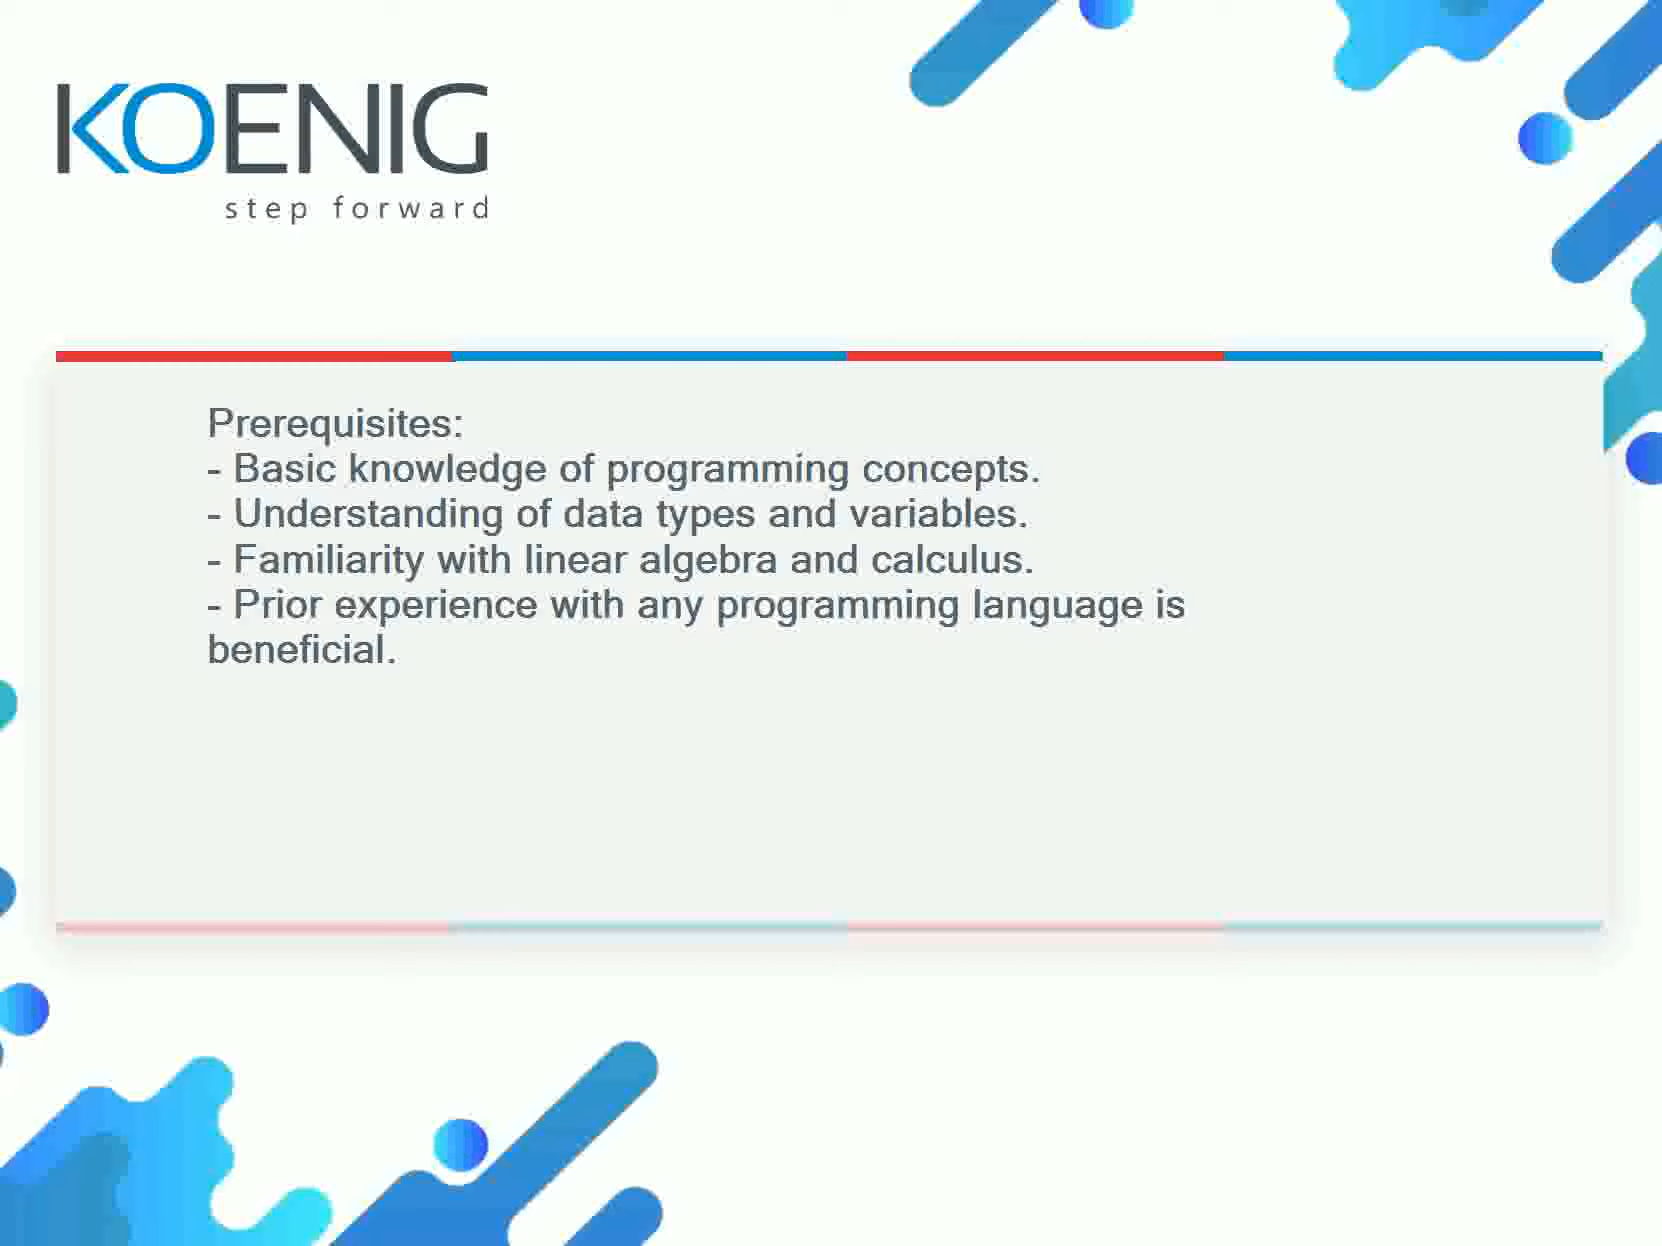 KOENIG
step forward
Prerequisites:
- Basic knowledge of programming concepts.
- Understanding of data types and variables.
- Familiarity with linear algebra and calculus.
- Prior experience with any programming language is
beneficial.